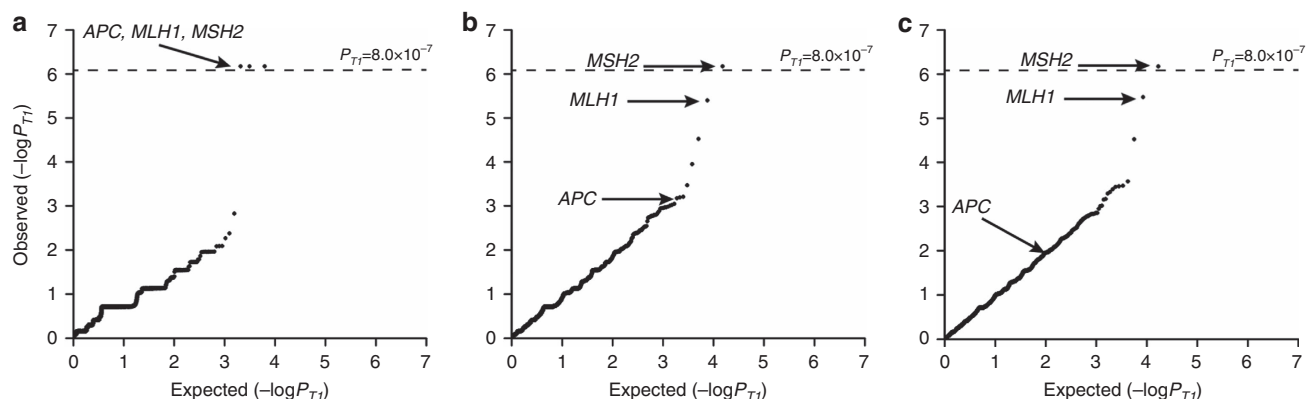 a
APC, MLH1, MSH2
P_T1=8.0×10⁻⁷
7
6
5
4
3
2
1
0
Observed (–logP_T1)
0 1 2 3 4 5 6 7
Expected (–logP_T1)
b
MSH2
P_T1=8.0×10⁻⁷
MLH1
APC
7
6
5
4
3
2
1
0
0 1 2 3 4 5 6 7
Expected (–logP_T1)
c
MSH2
P_T1=8.0×10⁻⁷
MLH1
APC
7
6
5
4
3
2
1
0
0 1 2 3 4 5 6 7
Expected (–logP_T1)